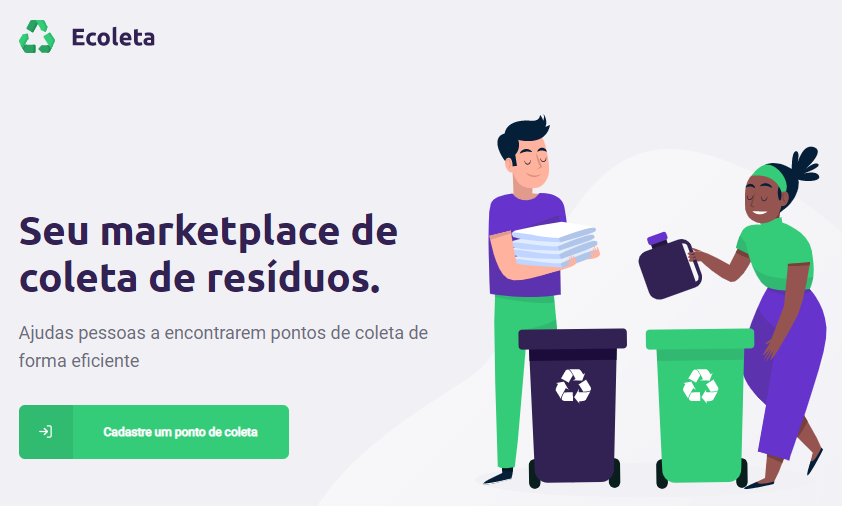 Ecoleta
Seu marketplace de
coleta de resíduos.
Ajudas pessoas a encontrarem pontos de coleta de
forma eficiente
Cadastre um ponto de coleta